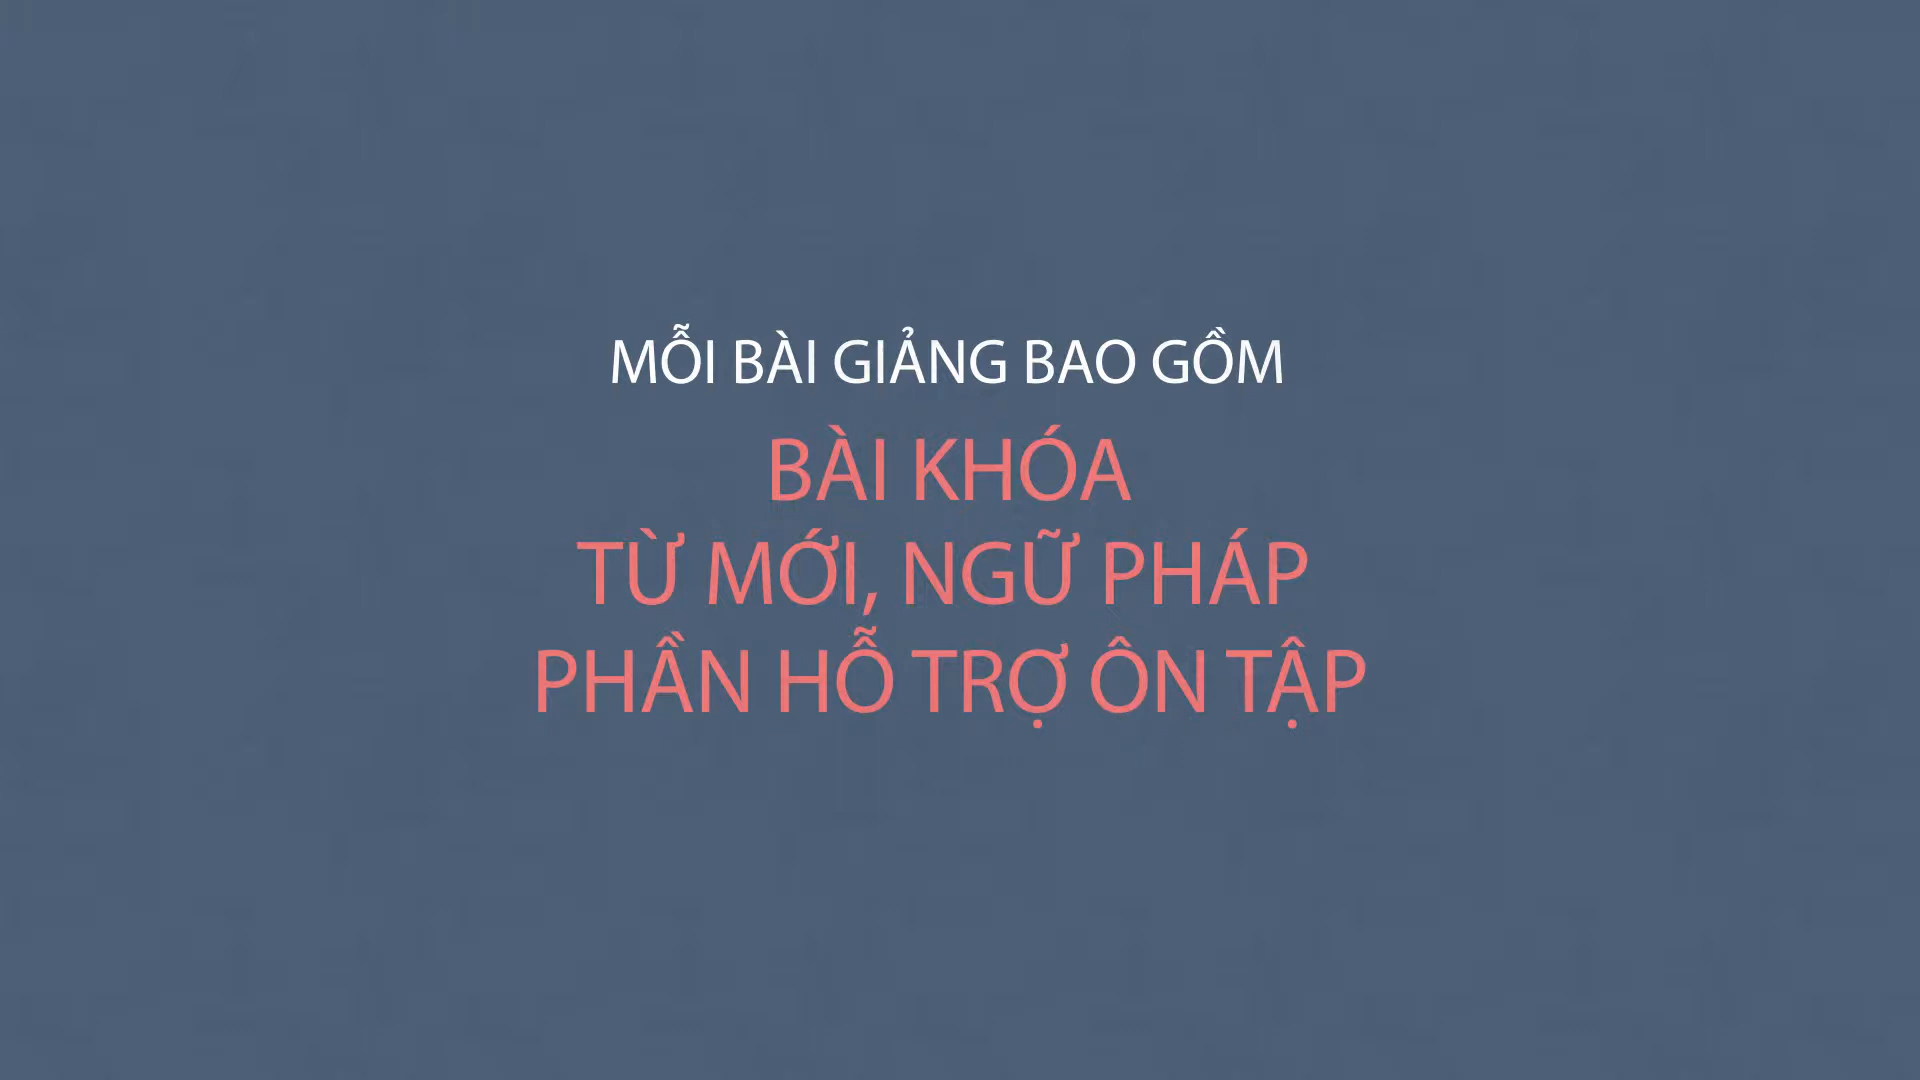 MỖI BÀI GIẢNG BAO GỒM
BÀI KHÓA
TỪ MỚI, NGỮ PHÁP
PHẦN HỖ TRỢ ÔN TẬP